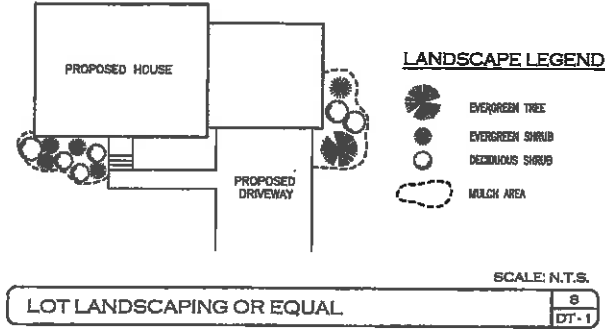 PROPOSED HOUSE
PROPOSED
DRIVEWAY
LANDSCAPE LEGEND
EVERGREEN TREE
EVERGREEN SHRUB
DECIDUOUS SHRUB
MULCH AREA
SCALE: N.T.S.
LOT LANDSCAPING OR EQUAL
8
DT-1